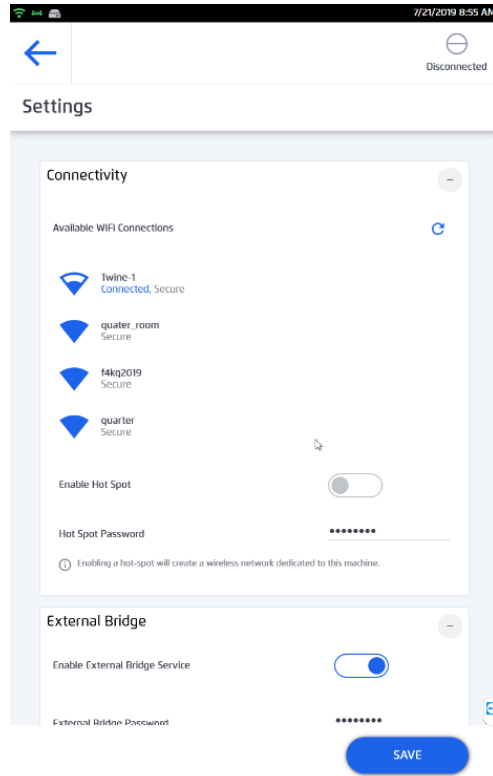 7/21/2019 8:55 AM
Disconnected
Settings
Connectivity
Available WiFi Connections
Twine-1
Connected, Secure
quater_room
Secure
f4kq2019
Secure
quarter
Secure
Enable Hot Spot
Hot Spot Password
••••••••
Enabling a hot-spot will create a wireless network dedicated to this machine.
External Bridge
Enable External Bridge Service
External Bridge Password
••••••••
SAVE